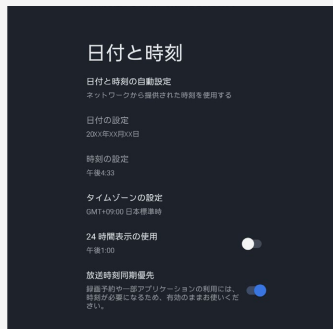 日付と時刻
日付と時刻の自動設定
ネットワークから提供された時刻を使用する
日付の設定
20XX年XX月XX日
時刻の設定
午後4:33
タイムゾーンの設定
GMT+09:00 日本標準時
24 時間表示の使用
午後1:00
放送時刻同期優先
録画予約や一部アプリケーションの利用には、
時刻が必要になるため、有効のままお使いくだ
さい。